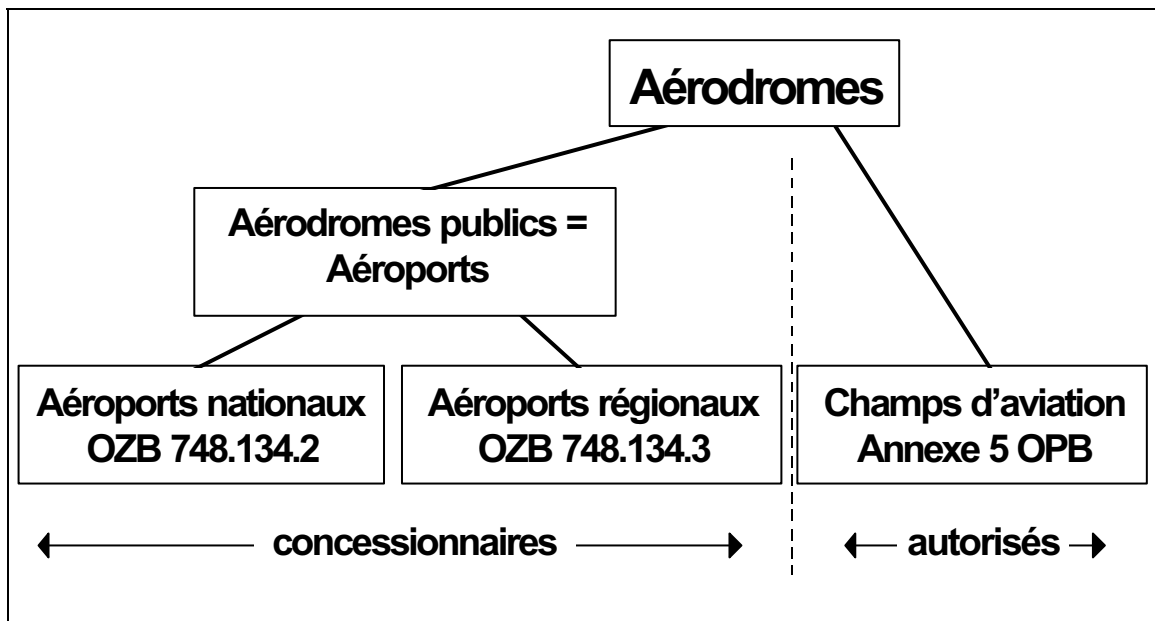 Aérodromes
Aérodromes publics =
Aéroports
Aéroports nationaux
OZB 748.134.2
Aéroports régionaux
OZB 748.134.3
Champs d’aviation
Annexe 5 OPB
concessionnaires
autorisés